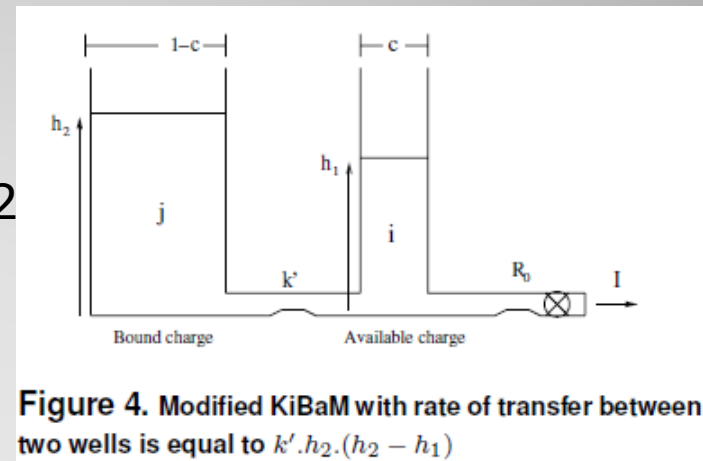 1−c
c
h₂
h₁
2
j
i
k'
R₀
I
Bound charge
Available charge
Figure 4. Modified KiBaM with rate of transfer between
two wells is equal to k'.h₂.(h₂ − h₁)